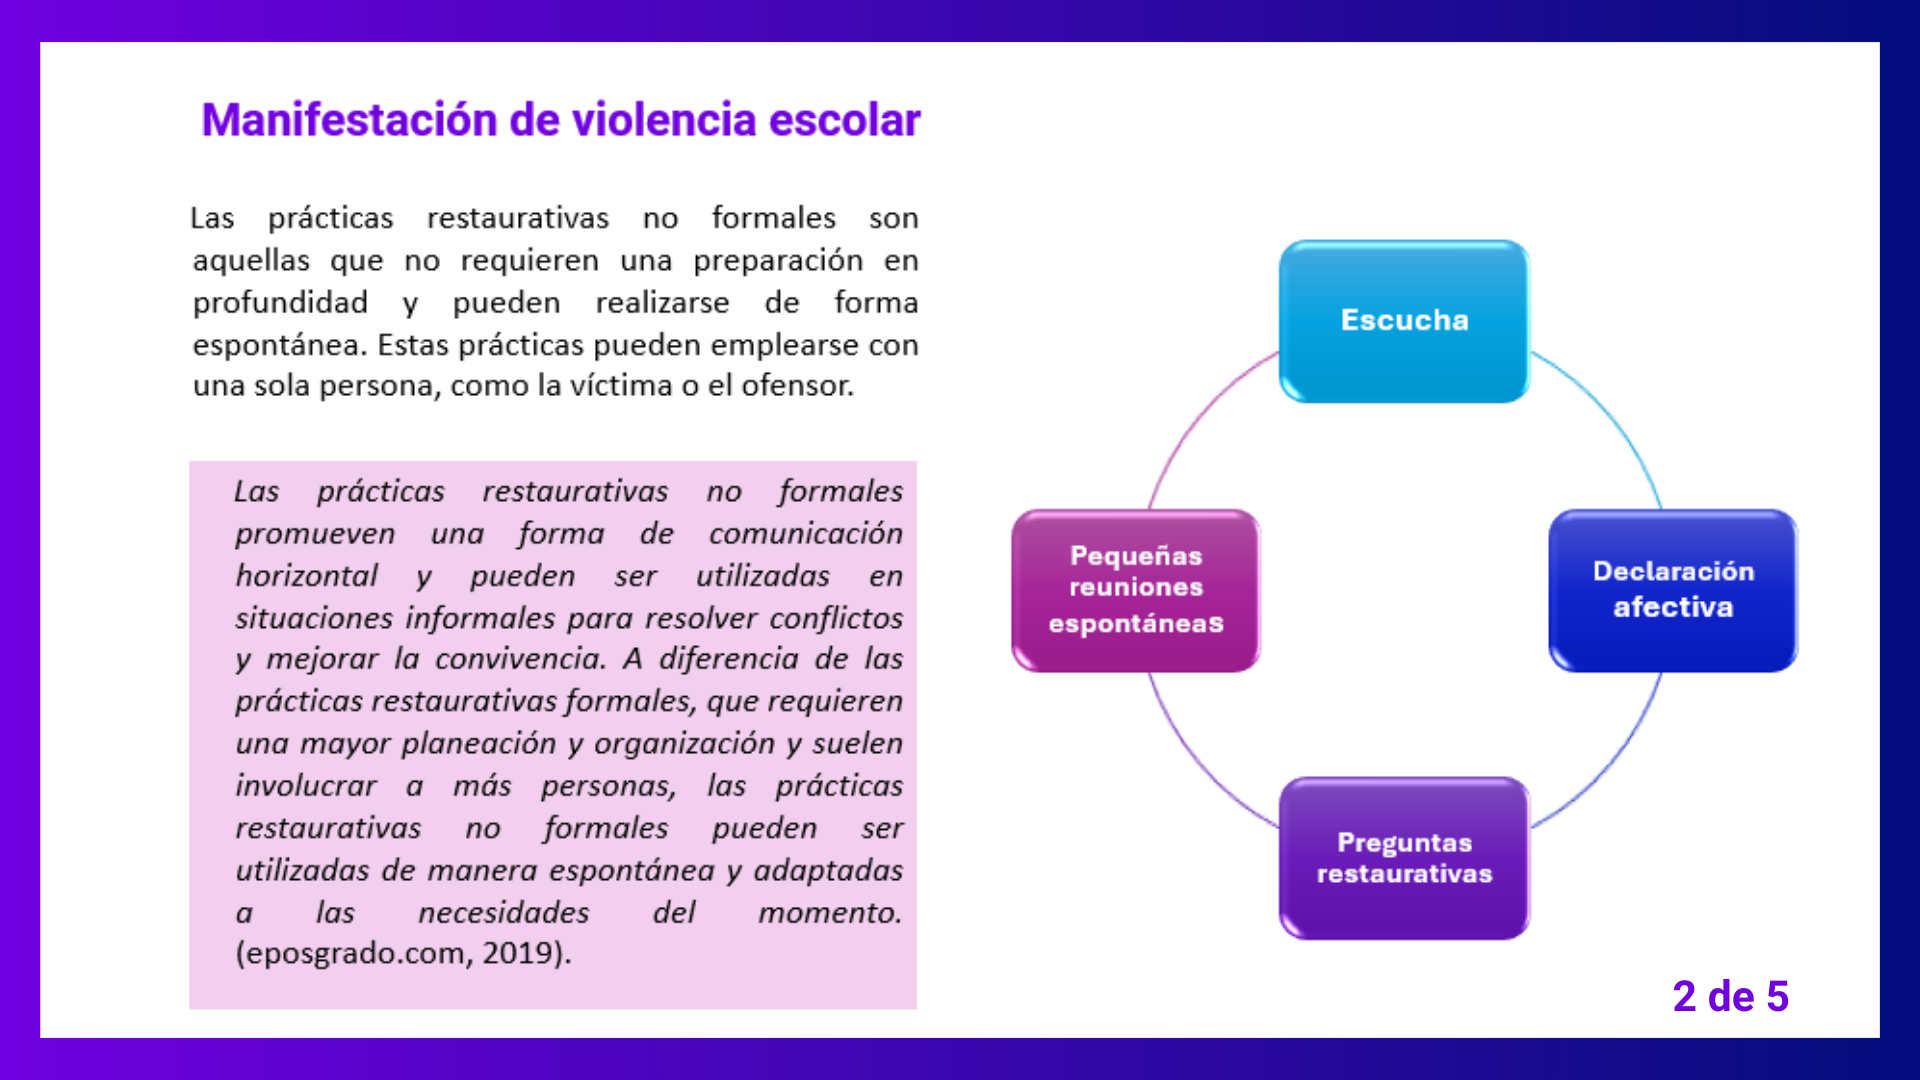 Manifestación de violencia escolar
Las prácticas restaurativas no formales son
aquellas que no requieren una preparación en
profundidad y pueden realizarse de forma
espontánea. Estas prácticas pueden emplearse con
una sola persona, como la víctima o el ofensor.
Las prácticas restaurativas no formales
promueven una forma de comunicación
horizontal y pueden ser utilizadas en
situaciones informales para resolver conflictos
y mejorar la convivencia. A diferencia de las
prácticas restaurativas formales, que requieren
una mayor planeación y organización y suelen
involucrar a más personas, las prácticas
restaurativas no formales pueden ser
utilizadas de manera espontánea y adaptadas
a las necesidades del momento.
(eposgrado.com, 2019).
Escucha
Declaración
afectiva
Preguntas
restaurativas
Pequeñas
reuniones
espontáneas
2 de 5